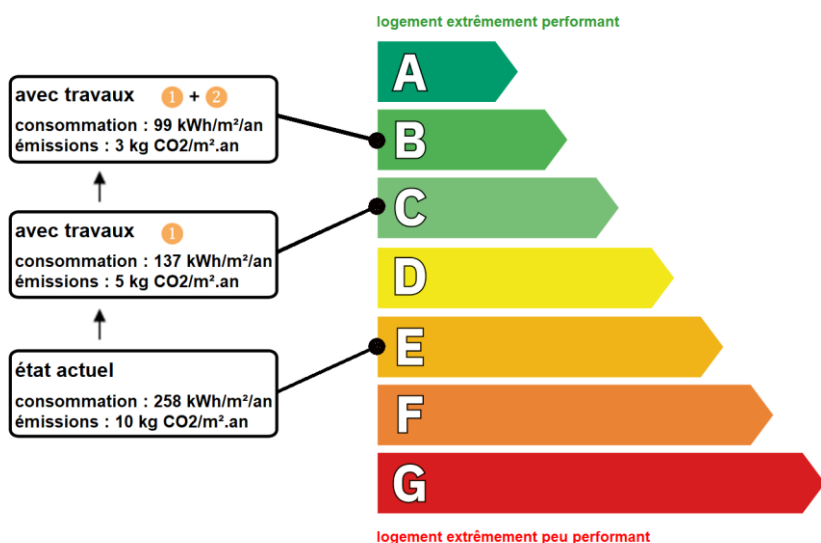 logement extrêmement performant
avec travaux 1 + 2
consommation : 99 kWh/m²/an
émissions : 3 kg CO2/m².an
avec travaux 1
consommation : 137 kWh/m²/an
émissions : 5 kg CO2/m².an
état actuel
consommation : 258 kWh/m²/an
émissions : 10 kg CO2/m².an
A
B
C
D
E
F
G
logement extrêmement peu performant